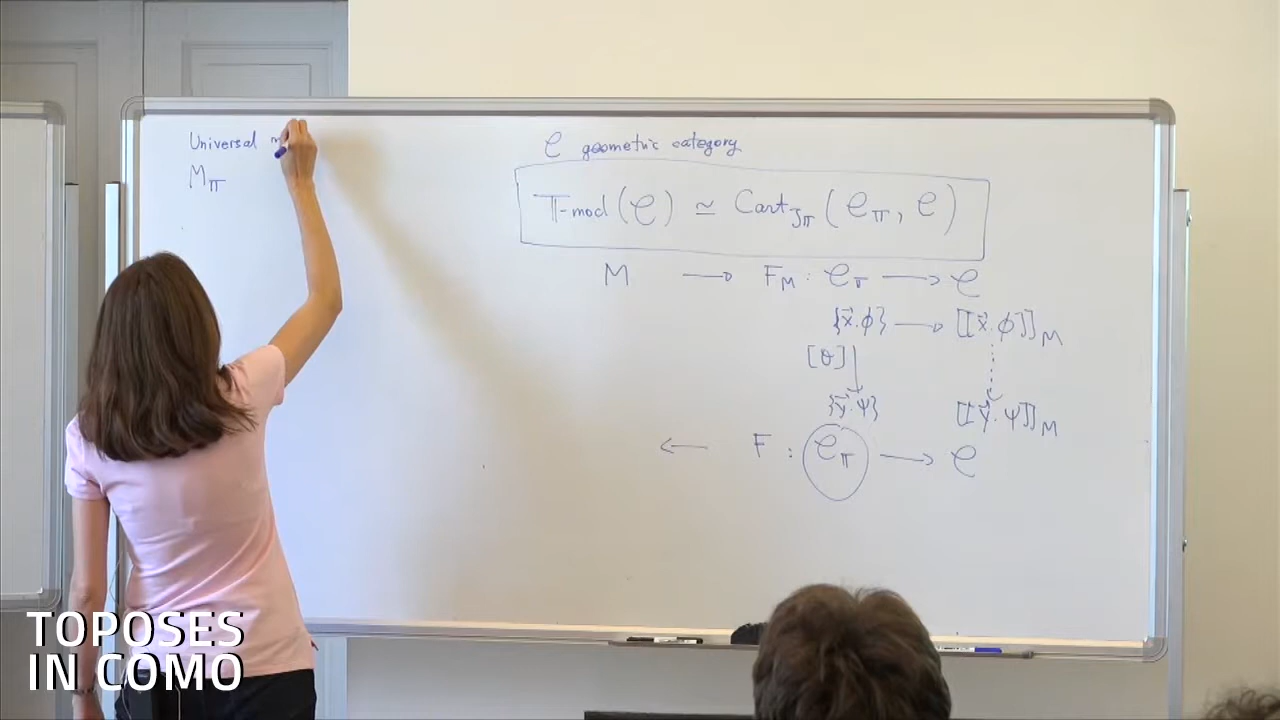 Universal
M_𝕋
𝒞 geometric category
𝕋-mod(𝒞) ≃ Cart_{J_𝕋}(𝒞_𝕋, 𝒞)
M ⟶ F_M : 𝒞_𝕋 ⟶ 𝒞
{x⃗.ϕ} ⟶ [[x⃗.ϕ]]_M
[θ]
{y⃗.ψ} [[y⃗.ψ]]_M
⟵ F : 𝒞_𝕋 ⟶ 𝒞
TOPOSES
IN COMO